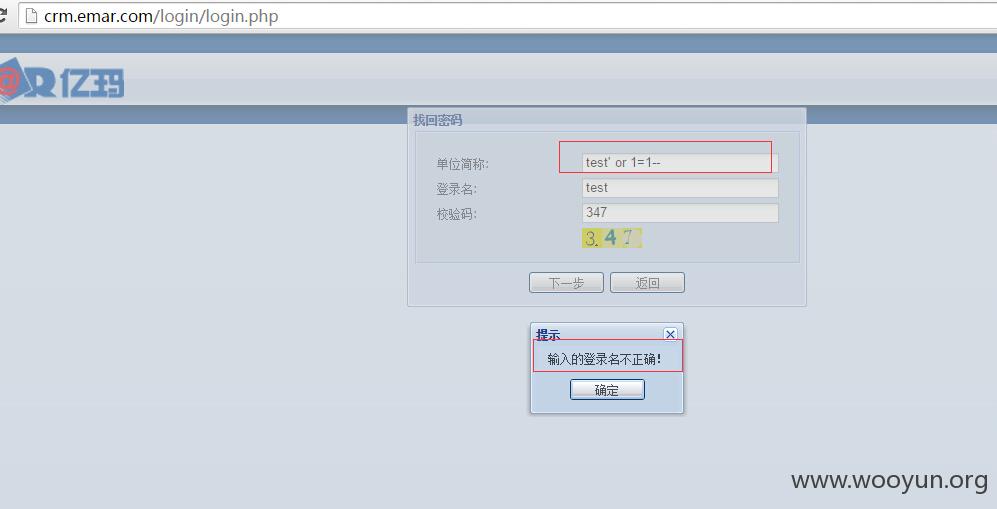 crm.emar.com/login/login.php
@R 亿玛
找回密码
单位简称: test' or 1=1--
登录名: test
校验码: 347
3.47
下一步 返回
提示
输入的登录名不正确!
确定
www.wooyun.org